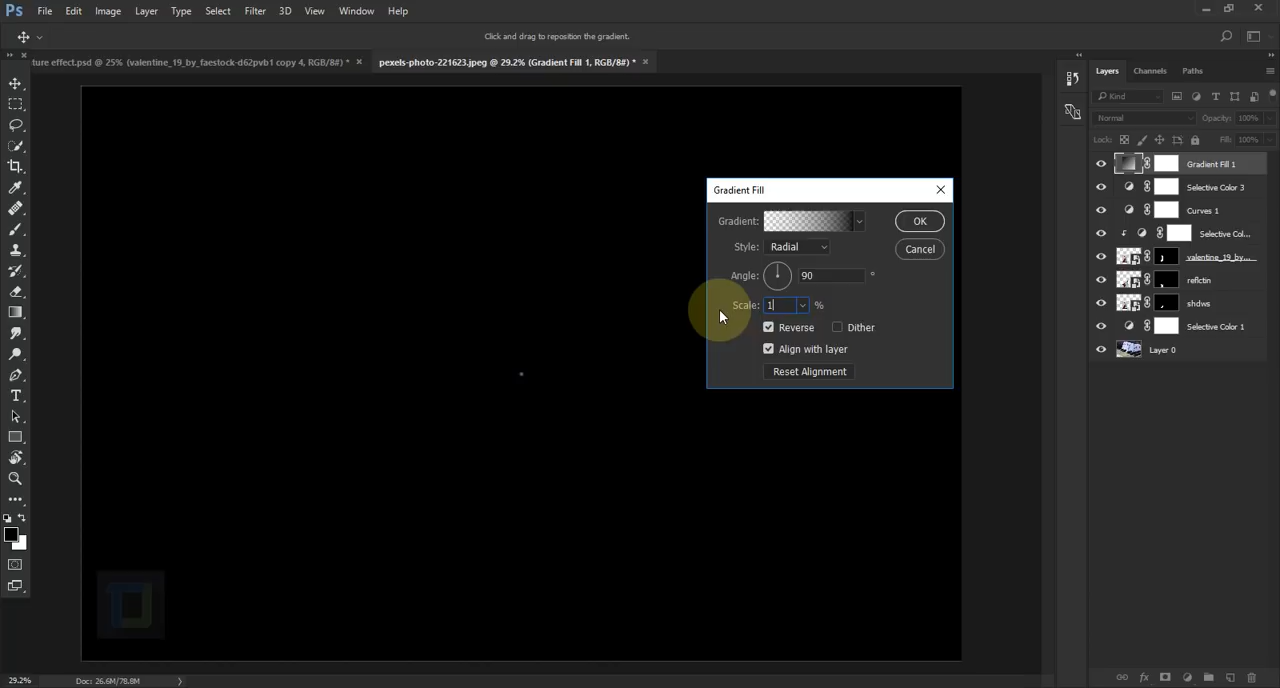 Ps File Edit Image Layer Type Select Filter 3D View Window Help
Click and drag to reposition the gradient.
ture effect.psd @ 25% (valentine_19_by_faestock-d62pvb1 copy 4, RGB/8#) * × pexels-photo-221623.jpeg @ 29.2% (Gradient Fill 1, RGB/8#) * ×
Layers Channels Paths
Kind
Normal Opacity: 100%
Lock: Fill: 100%
Gradient Fill 1
Selective Color 3
Curves 1
Selective Col...
valentine_19_by_...
reflctin
shdws
Selective Color 1
Layer 0
Gradient Fill
Gradient: OK
Style: Radial Cancel
Angle: 90 °
Scale: 1 %
Reverse Dither
Align with layer
Reset Alignment
T
29.2% Doc: 26.6M/78.8M
fx